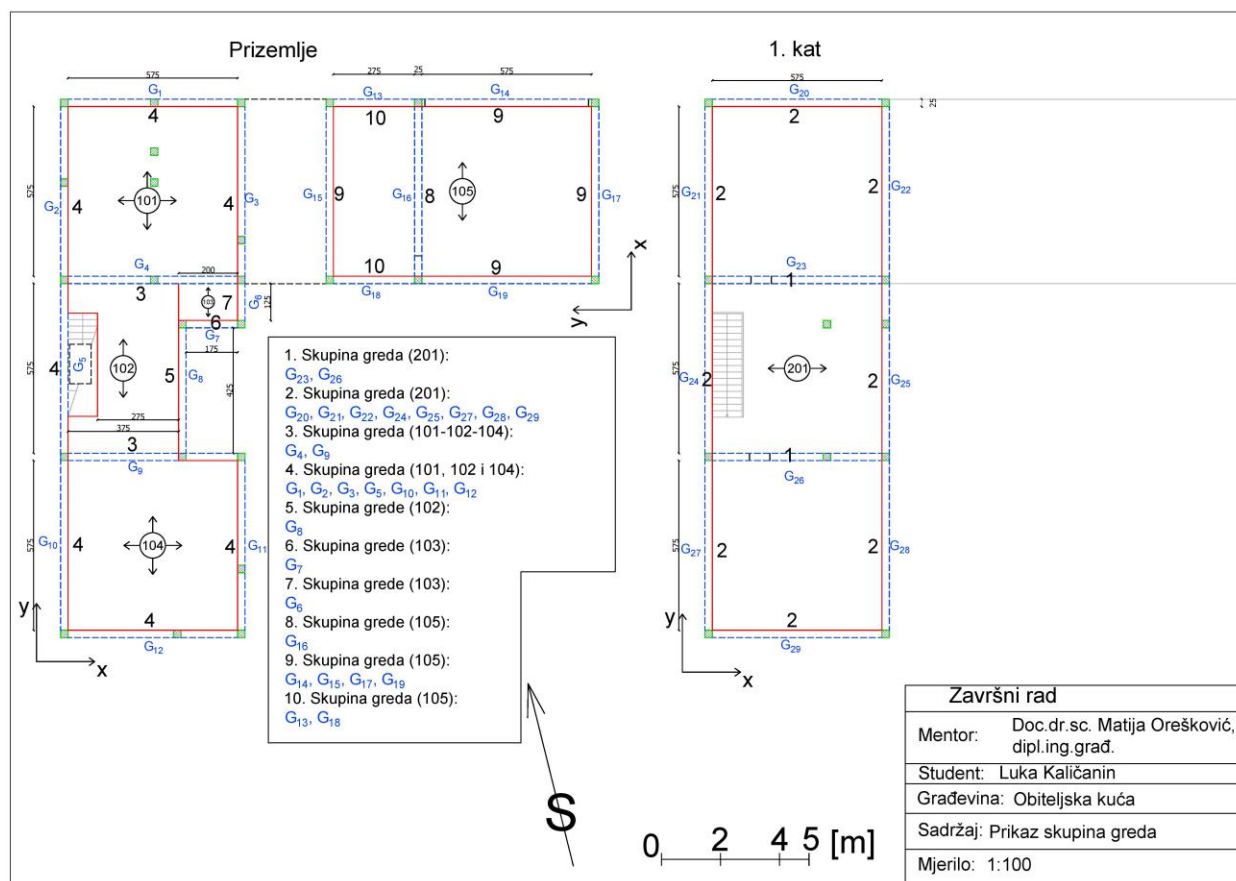 Prizemlje
1. kat
575
275
25
575
575
G1
G13
G14
G20
4
10
9
2
25
575
G2
4
101
4
G3
G15
9
G16
8
105
9
G17
575
G21
2
2
G22
x
y
G4
200
10
9
G23
3
103
7
G6
125
G18
G19
1
6
G7
175
575
4
G5
102
5
G8
425
275
375
3
G9
575
G24
2
201
2
G25
1
G26
575
G10
4
104
4
G11
4
G12
y
x
575
G27
2
2
G28
2
G29
y
x
1. Skupina greda (201):
G23, G26
2. Skupina greda (201):
G20, G21, G22, G24, G25, G27, G28, G29
3. Skupina greda (101-102-104):
G4, G9
4. Skupina greda (101, 102 i 104):
G1, G2, G3, G5, G10, G11, G12
5. Skupina grede (102):
G8
6. Skupina grede (103):
G7
7. Skupina grede (103):
G6
8. Skupina grede (105):
G16
9. Skupina greda (105):
G14, G15, G17, G19
10. Skupina greda (105):
G13, G18
S
0 2 4 5 [m]
Završni rad
Mentor: Doc.dr.sc. Matija Orešković,
dipl.ing.građ.
Student: Luka Kaličanin
Građevina: Obiteljska kuća
Sadržaj: Prikaz skupina greda
Mjerilo: 1:100